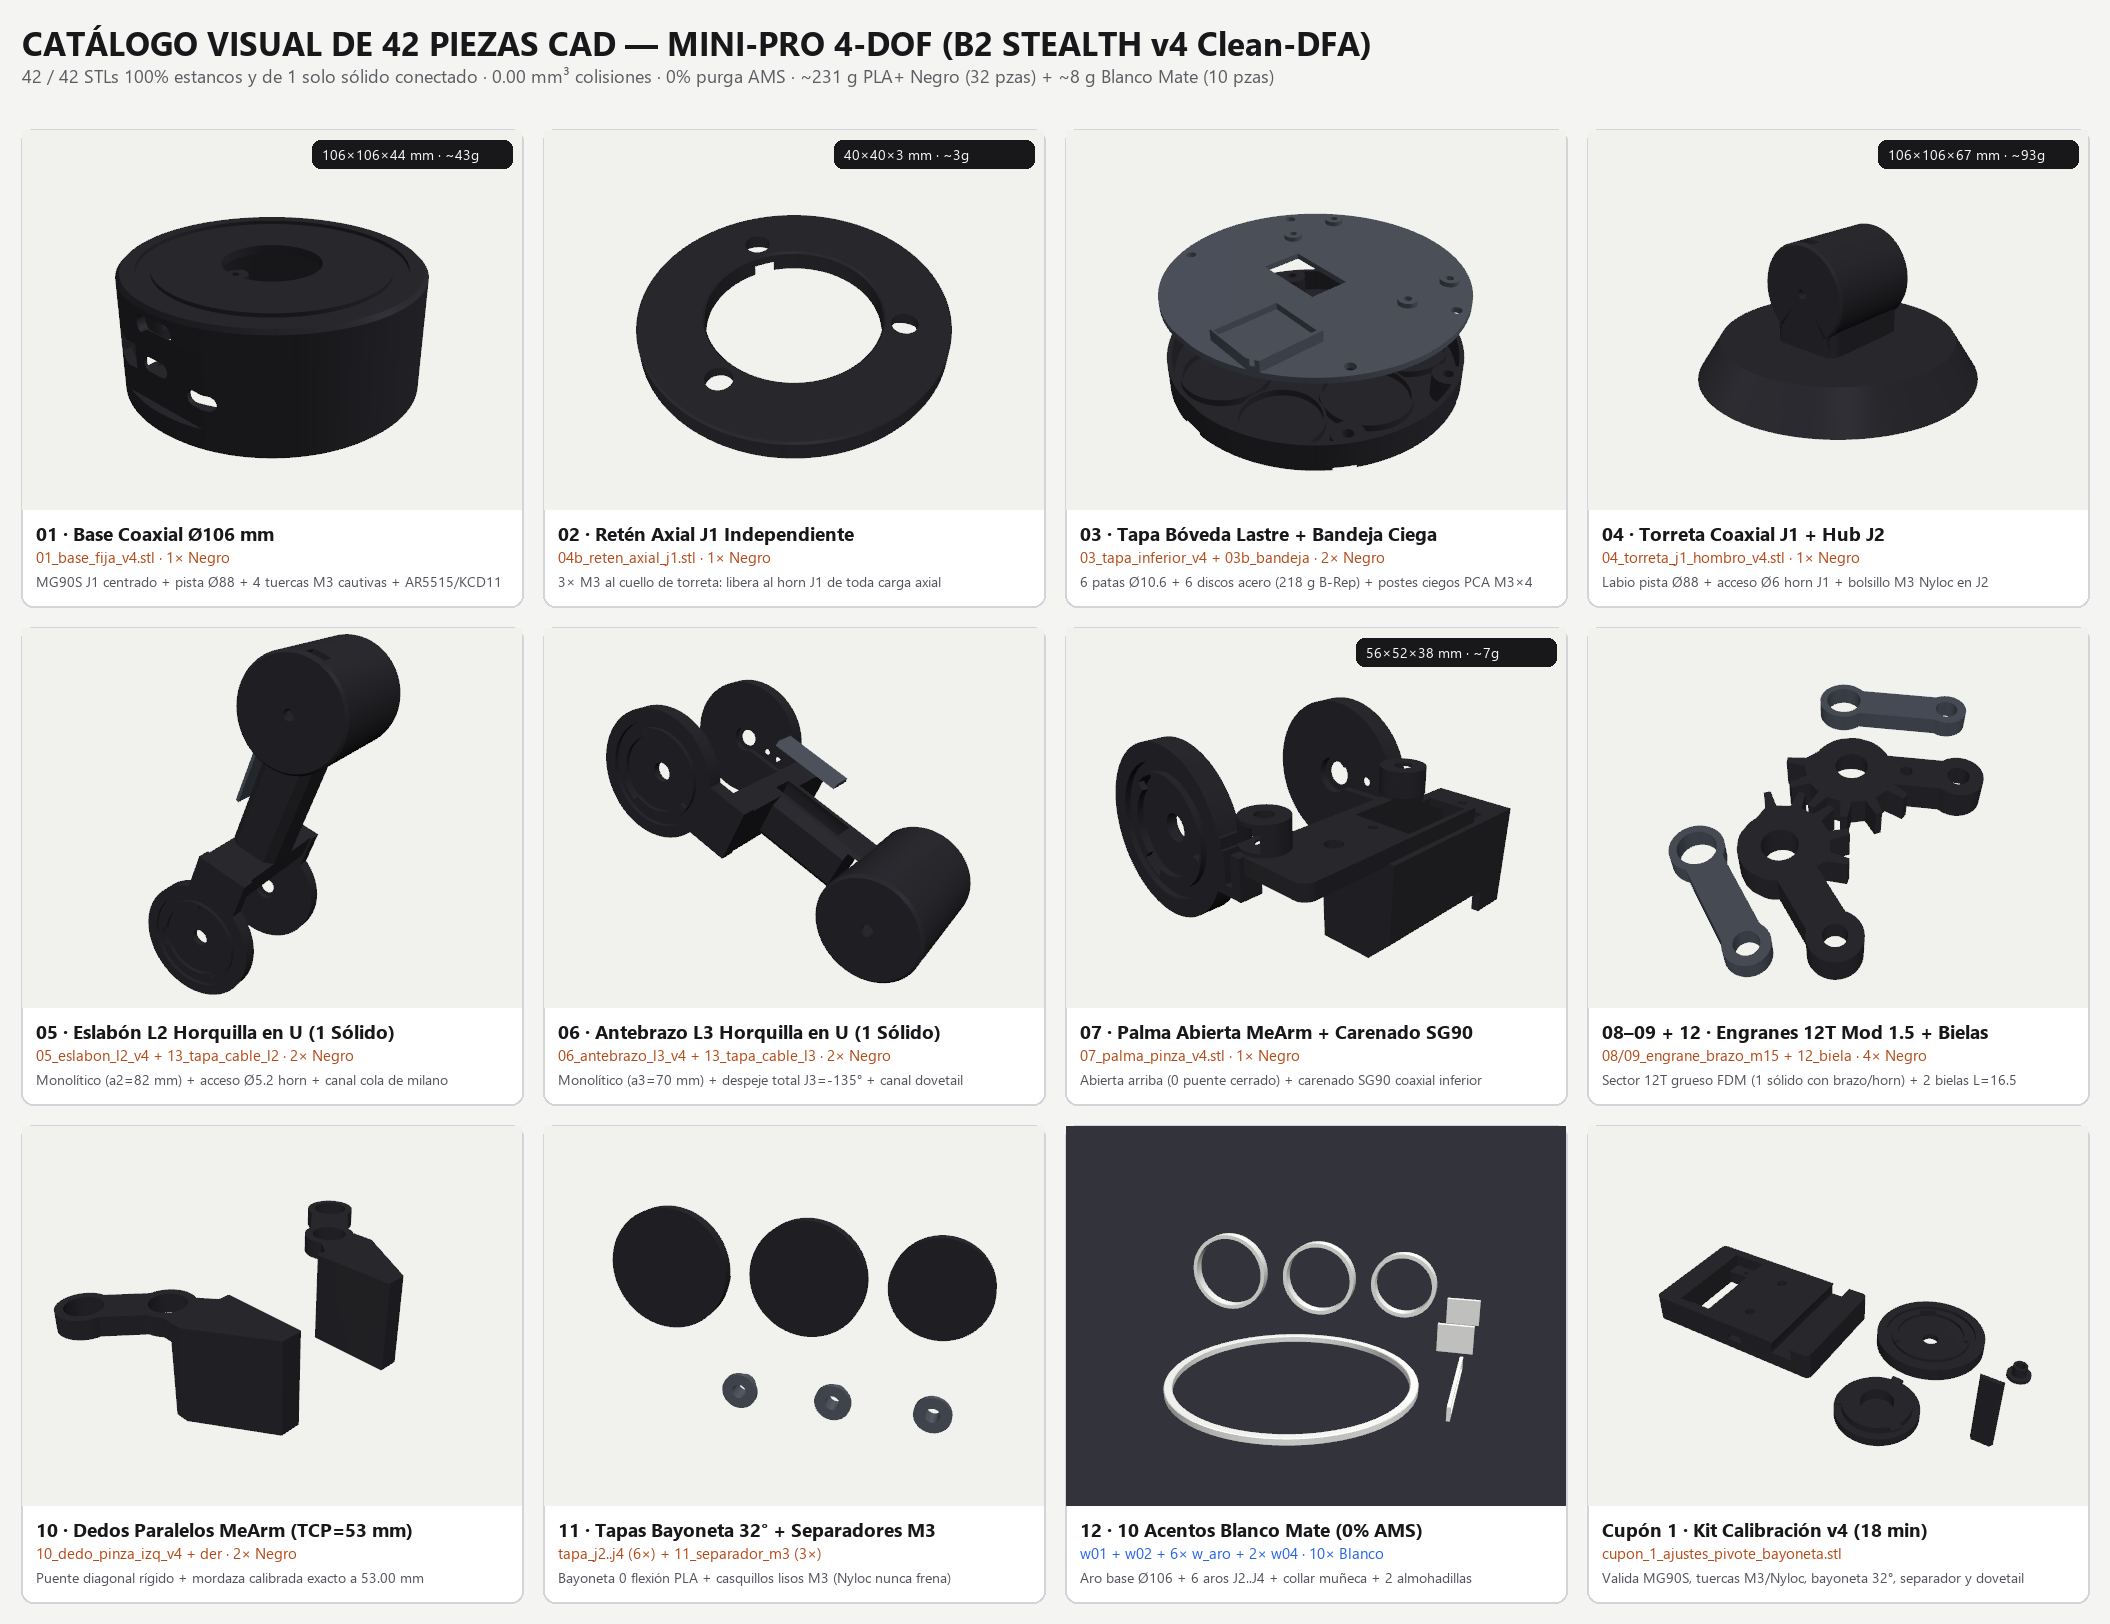 CATÁLOGO VISUAL DE 42 PIEZAS CAD — MINI-PRO 4-DOF (B2 STEALTH v4 Clean-DFA)
42 / 42 STLs 100% estancos y de 1 solo sólido conectado · 0.00 mm³ colisiones · 0% purga AMS · ~231 g PLA+ Negro (32 pzas) + ~8 g Blanco Mate (10 pzas)
106×106×44 mm · ~43g
01 · Base Coaxial Ø106 mm
01_base_fija_v4.stl · 1× Negro
MG90S J1 centrado + pista Ø88 + 4 tuercas M3 cautivas + AR5515/KCD11
40×40×3 mm · ~3g
02 · Retén Axial J1 Independiente
04b_reten_axial_j1.stl · 1× Negro
3× M3 al cuello de torreta: libera al horn J1 de toda carga axial
03 · Tapa Bóveda Lastre + Bandeja Ciega
03_tapa_inferior_v4 + 03b_bandeja · 2× Negro
6 patas Ø10.6 + 6 discos acero (218 g B-Rep) + postes ciegos PCA M3×4
106×106×67 mm · ~93g
04 · Torreta Coaxial J1 + Hub J2
04_torreta_j1_hombro_v4.stl · 1× Negro
Labio pista Ø88 + acceso Ø6 horn J1 + bolsillo M3 Nyloc en J2
05 · Eslabón L2 Horquilla en U (1 Sólido)
05_eslabon_l2_v4 + 13_tapa_cable_l2 · 2× Negro
Monolítico (a2=82 mm) + acceso Ø5.2 horn + canal cola de milano
06 · Antebrazo L3 Horquilla en U (1 Sólido)
06_antebrazo_l3_v4 + 13_tapa_cable_l3 · 2× Negro
Monolítico (a3=70 mm) + despeje total J3=-135° + canal dovetail
56×52×38 mm · ~7g
07 · Palma Abierta MeArm + Carenado SG90
07_palma_pinza_v4.stl · 1× Negro
Abierta arriba (0 puente cerrado) + carenado SG90 coaxial inferior
08–09 + 12 · Engranes 12T Mod 1.5 + Bielas
08/09_engrane_brazo_m15 + 12_biela · 4× Negro
Sector 12T grueso FDM (1 sólido con brazo/horn) + 2 bielas L=16.5
10 · Dedos Paralelos MeArm (TCP=53 mm)
10_dedo_pinza_izq_v4 + der · 2× Negro
Puente diagonal rígido + mordaza calibrada exacto a 53.00 mm
11 · Tapas Bayoneta 32° + Separadores M3
tapa_j2..j4 (6×) + 11_separador_m3 (3×)
Bayoneta 0 flexión PLA + casquillos lisos M3 (Nyloc nunca frena)
12 · 10 Acentos Blanco Mate (0% AMS)
w01 + w02 + 6× w_aro + 2× w04 · 10× Blanco
Aro base Ø106 + 6 aros J2..J4 + collar muñeca + 2 almohadillas
Cupón 1 · Kit Calibración v4 (18 min)
cupon_1_ajustes_pivote_bayoneta.stl
Valida MG90S, tuercas M3/Nyloc, bayoneta 32°, separador y dovetail